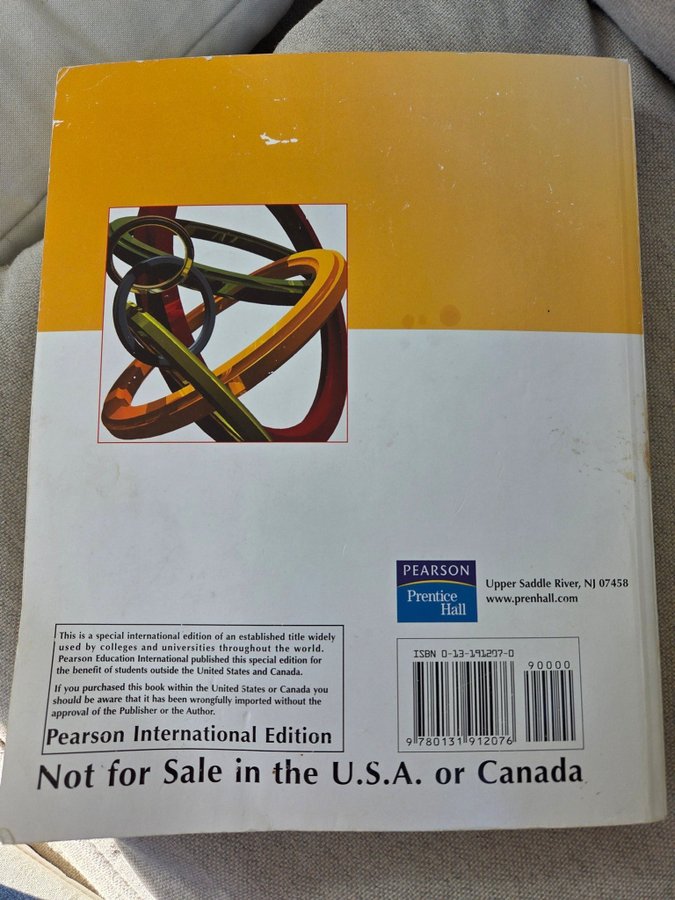 PEARSON
Prentice
Hall
Upper Saddle River, NJ 07458
www.prenhall.com
This is a special international edition of an established title widely
used by colleges and universities throughout the world.
Pearson Education International published this special edition for
the benefit of students outside the United States and Canada.
If you purchased this book within the United States or Canada you
should be aware that it has been wrongfully imported without the
approval of the Publisher or the Author.
Pearson International Edition
ISBN 0-13-191207-0
90000
9 780131 912076
Not for Sale in the U.S.A. or Canada